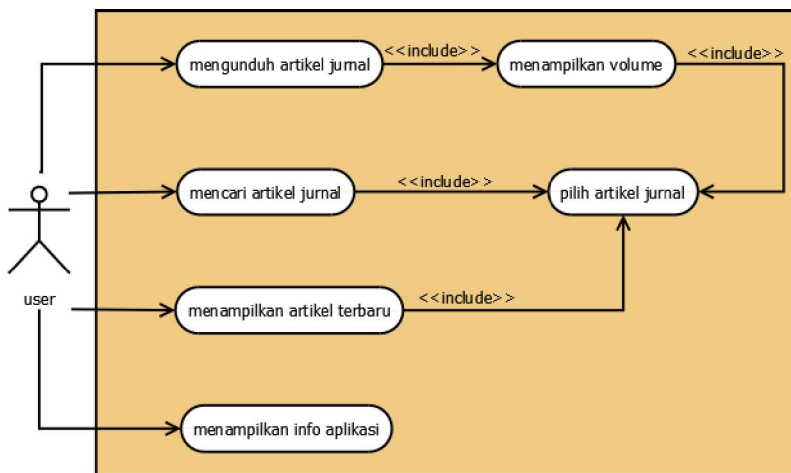 mengunduh artikel jurnal
<<include>>
menampilkan volume
<<include>>
mencari artikel jurnal
<<include>>
pilih artikel jurnal
user
menampilkan artikel terbaru
<<include>>
menampilkan info aplikasi